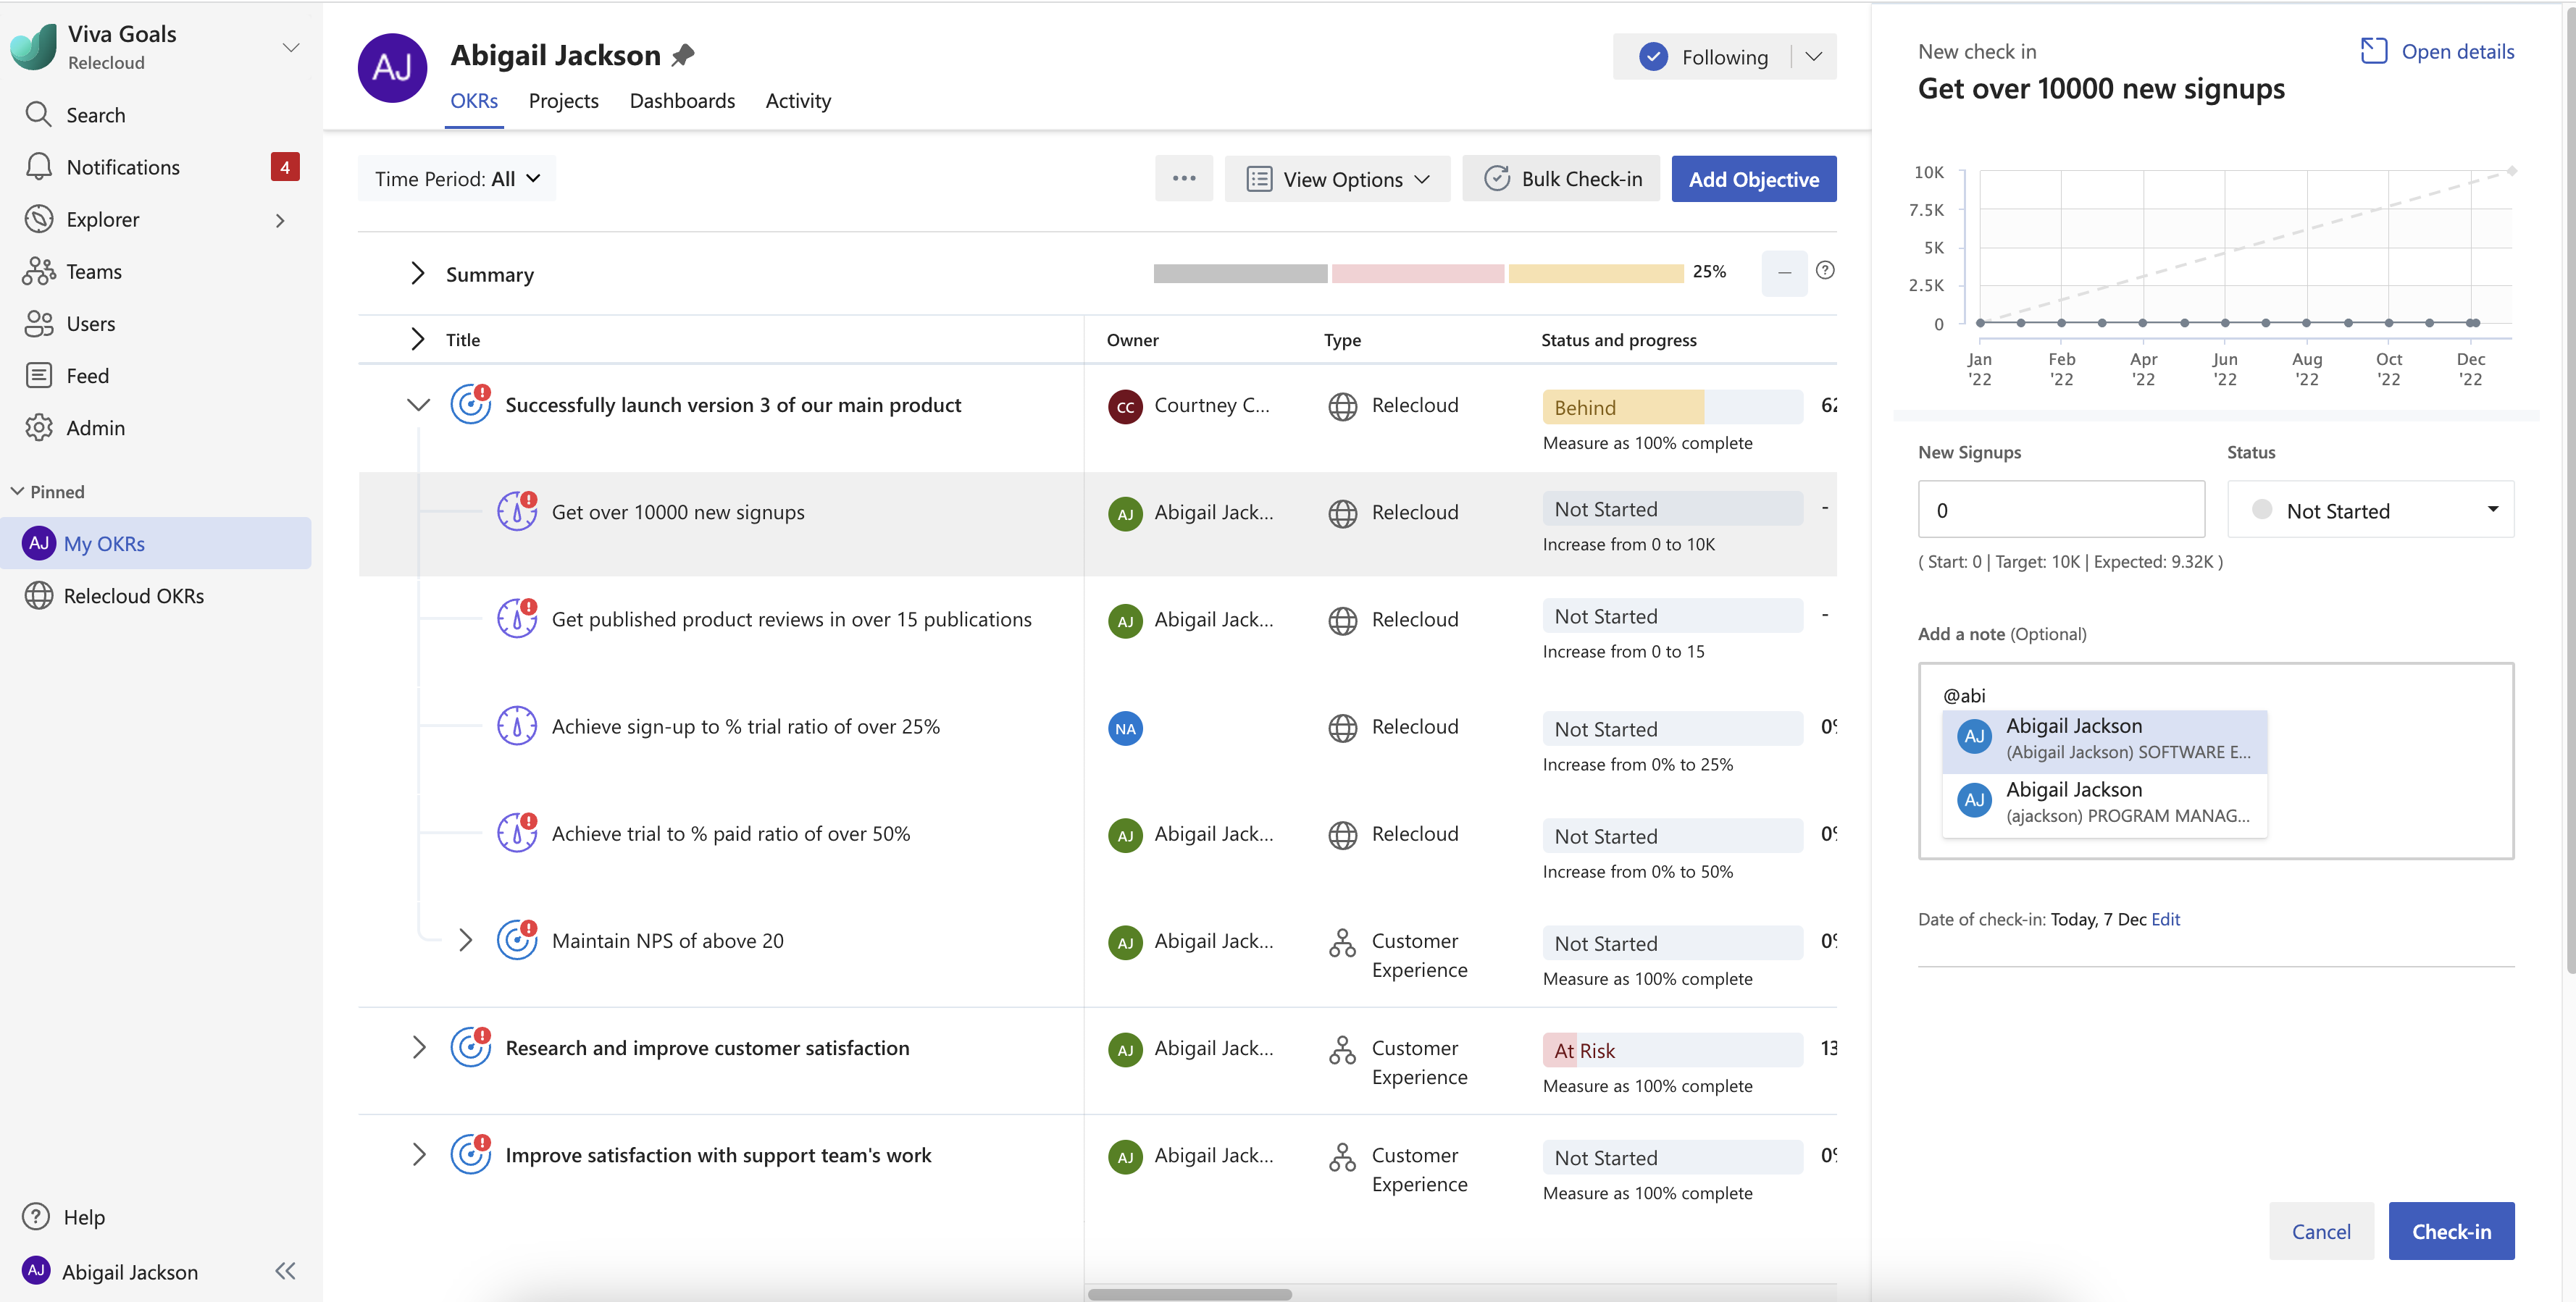 Viva Goals
Relecloud
Search
Notifications 4
Explorer
Teams
Users
Feed
Admin
Pinned
AJ My OKRs
Relecloud OKRs
Help
AJ Abigail Jackson
AJ
Abigail Jackson
Following
OKRs Projects Dashboards Activity
Time Period: All
View Options Bulk Check-in Add Objective
Summary 25%
Title Owner Type Status and progress
Successfully launch version 3 of our main product CC Courtney C... Relecloud Behind 62
Measure as 100% complete
Get over 10000 new signups AJ Abigail Jack... Relecloud Not Started -
Increase from 0 to 10K
Get published product reviews in over 15 publications AJ Abigail Jack... Relecloud Not Started -
Increase from 0 to 15
Achieve sign-up to % trial ratio of over 25% NA Relecloud Not Started 0%
Increase from 0% to 25%
Achieve trial to % paid ratio of over 50% AJ Abigail Jack... Relecloud Not Started 0%
Increase from 0% to 50%
Maintain NPS of above 20 AJ Abigail Jack... Customer Experience Not Started 0%
Measure as 100% complete
Research and improve customer satisfaction AJ Abigail Jack... Customer Experience At Risk 13
Measure as 100% complete
Improve satisfaction with support team's work AJ Abigail Jack... Customer Experience Not Started 0%
Measure as 100% complete
New check in Open details
Get over 10000 new signups
10K
7.5K
5K
2.5K
0
Jan '22 Feb '22 Apr '22 Jun '22 Aug '22 Oct '22 Dec '22
New Signups Status
0 Not Started
( Start: 0 | Target: 10K | Expected: 9.32K )
Add a note (Optional)
@abi
AJ Abigail Jackson
(Abigail Jackson) SOFTWARE E...
AJ Abigail Jackson
(ajackson) PROGRAM MANAG...
Date of check-in: Today, 7 Dec Edit
Cancel Check-in